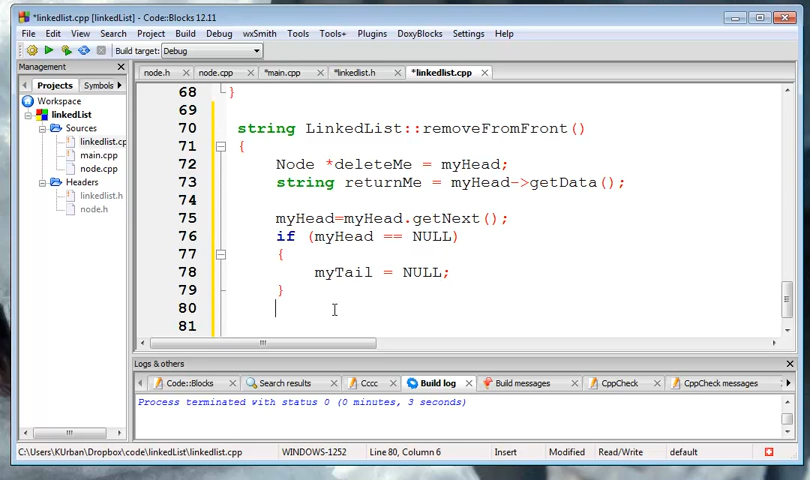 *linkedlist.cpp [linkedList] - Code::Blocks 12.11
File Edit View Search Project Build Debug wxSmith Tools Tools+ Plugins DoxyBlocks Settings Help
Build target: Debug
Management
Projects Symbols
Workspace
linkedList
Sources
linkedlist.cp
main.cpp
node.cpp
Headers
linkedlist.h
node.h
node.h node.cpp *main.cpp *linkedlist.h *linkedlist.cpp
68 }
69
70 string LinkedList::removeFromFront()
71 {
72 Node *deleteMe = myHead;
73 string returnMe = myHead->getData();
74
75 myHead=myHead.getNext();
76 if (myHead == NULL)
77 {
78 myTail = NULL;
79 }
80
81
Logs & others
Code::Blocks Search results Cccc Build log Build messages CppCheck CppCheck messages
Process terminated with status 0 (0 minutes, 3 seconds)
C:\Users\KUrban\Dropbox\code\linkedList\linkedlist.cpp WINDOWS-1252 Line 80, Column 6 Insert Modified Read/Write default